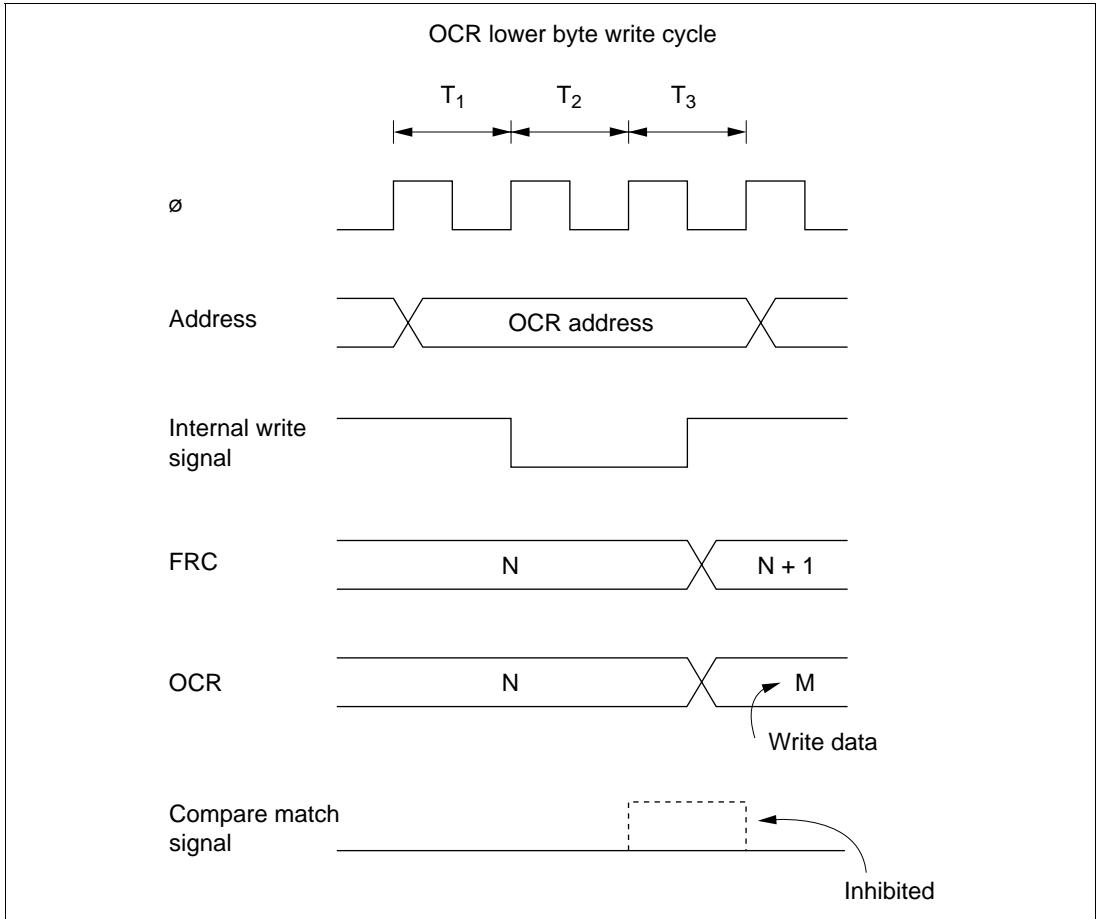 OCR lower byte write cycle
T1 T2 T3
ø
Address
OCR address
Internal write
signal
FRC
N
N + 1
OCR
N
M
Write data
Compare match
signal
Inhibited